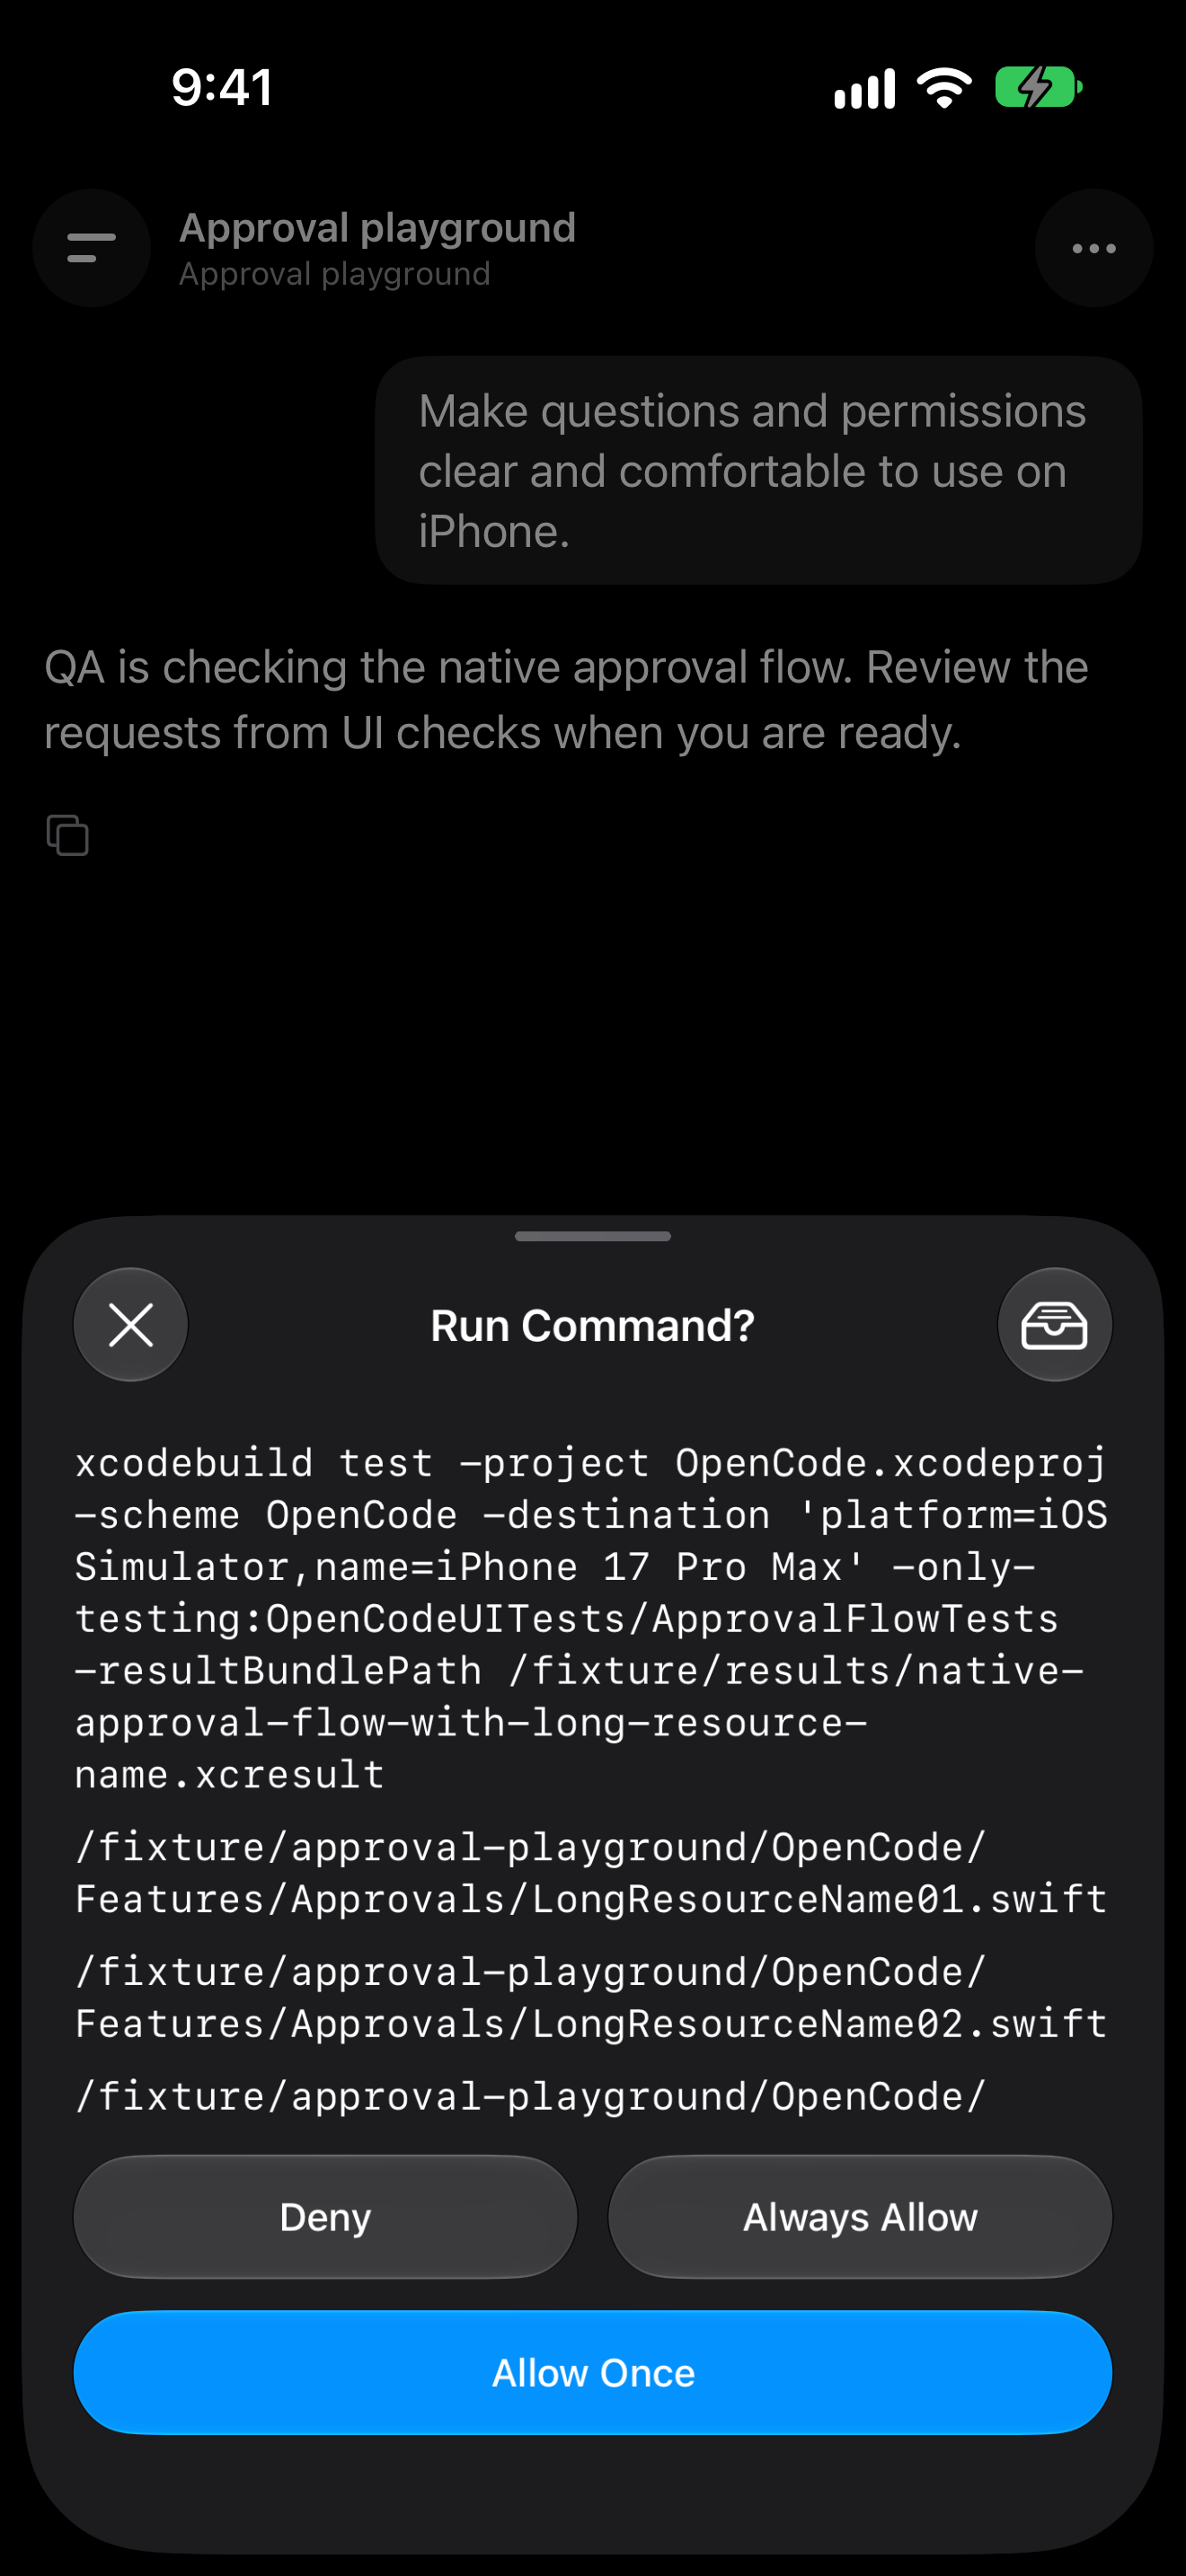 9:41
Approval playground
Approval playground
Make questions and permissions
clear and comfortable to use on
iPhone.
QA is checking the native approval flow. Review the
requests from UI checks when you are ready.
Run Command?
xcodebuild test -project OpenCode.xcodeproj
-scheme OpenCode -destination 'platform=iOS
Simulator,name=iPhone 17 Pro Max' -only-
testing:OpenCodeUITests/ApprovalFlowTests
-resultBundlePath /fixture/results/native-
approval-flow-with-long-resource-
name.xcresult
/fixture/approval-playground/OpenCode/
Features/Approvals/LongResourceName01.swift
/fixture/approval-playground/OpenCode/
Features/Approvals/LongResourceName02.swift
/fixture/approval-playground/OpenCode/
Deny
Always Allow
Allow Once